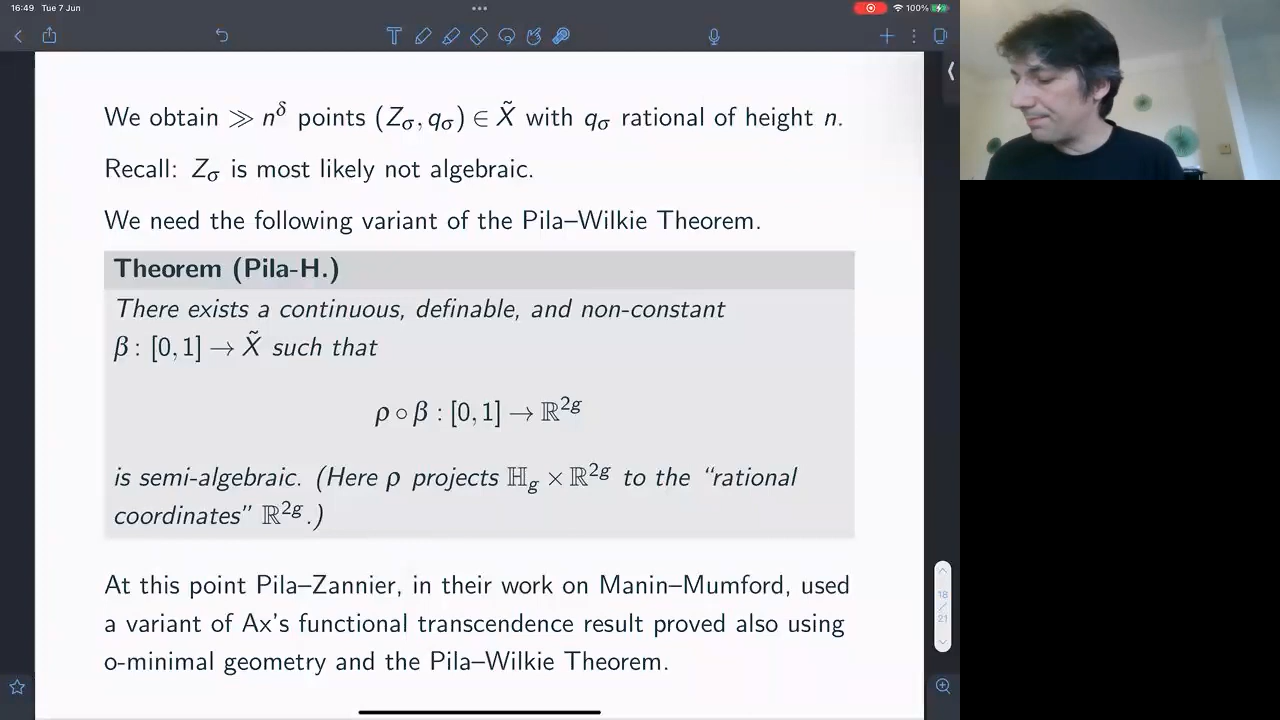 16:49 Tue 7 Jun
100%
We obtain ≫ n^δ points (Z_σ, q_σ) ∈ X̃ with q_σ rational of height n.
Recall: Z_σ is most likely not algebraic.
We need the following variant of the Pila–Wilkie Theorem.
Theorem (Pila-H.)
There exists a continuous, definable, and non-constant
β : [0, 1] → X̃ such that
ρ ∘ β : [0, 1] → ℝ^{2g}
is semi-algebraic. (Here ρ projects ℍ_g × ℝ^{2g} to the “rational
coordinates” ℝ^{2g}.)
At this point Pila–Zannier, in their work on Manin–Mumford, used
a variant of Ax’s functional transcendence result proved also using
o-minimal geometry and the Pila–Wilkie Theorem.
18
/
21